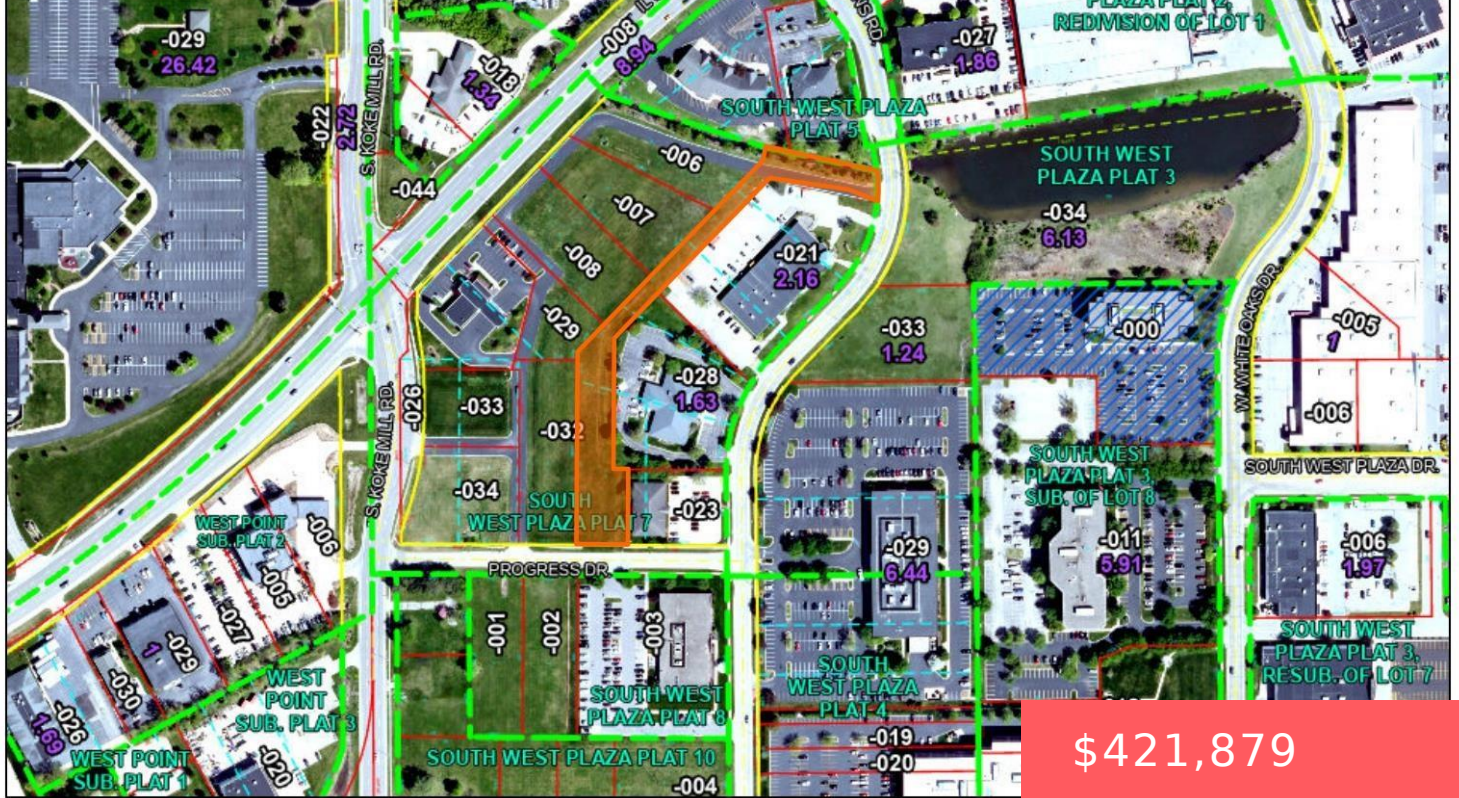 PLAZA PLAT 2,
REDIVISION OF LOT 1
-029
26.42
-008
8.94
-027
1.86
-018
1.34
S. KOKE MILL RD.
-022
2.72
SOUTH WEST PLAZA
PLAT 5
-006
SOUTH WEST
PLAZA PLAT 3
-044
-007
-034
6.13
-008
-021
2.16
W. WHITE OAKS DR.
-029
-033
1.24
-000
-005
1
-028
1.63
-026
-033
-032
-006
S. KOKE MILL RD.
SOUTH WEST
PLAZA PLAT 3,
SUB. OF LOT 8
SOUTH WEST PLAZA DR.
-034
SOUTH
WEST PLAZA PLAT 7
-023
WEST POINT
SUB. PLAT 2
-006
-029
6.44
-011
5.91
-006
1.97
PROGRESS DR.
-005
-027
-001
-002
-003
1
-029
-030
SOUTH WEST
PLAZA PLAT 3,
RESUB. OF LOT 7
WEST
POINT
SUB. PLAT 3
SOUTH
WEST PLAZA
PLAT 4
SOUTH WEST
PLAZA PLAT 8
-026
1.69
WEST POINT
SUB. PLAT 1
-020
SOUTH WEST PLAZA PLAT 10
-019
-020
-004
$421,879